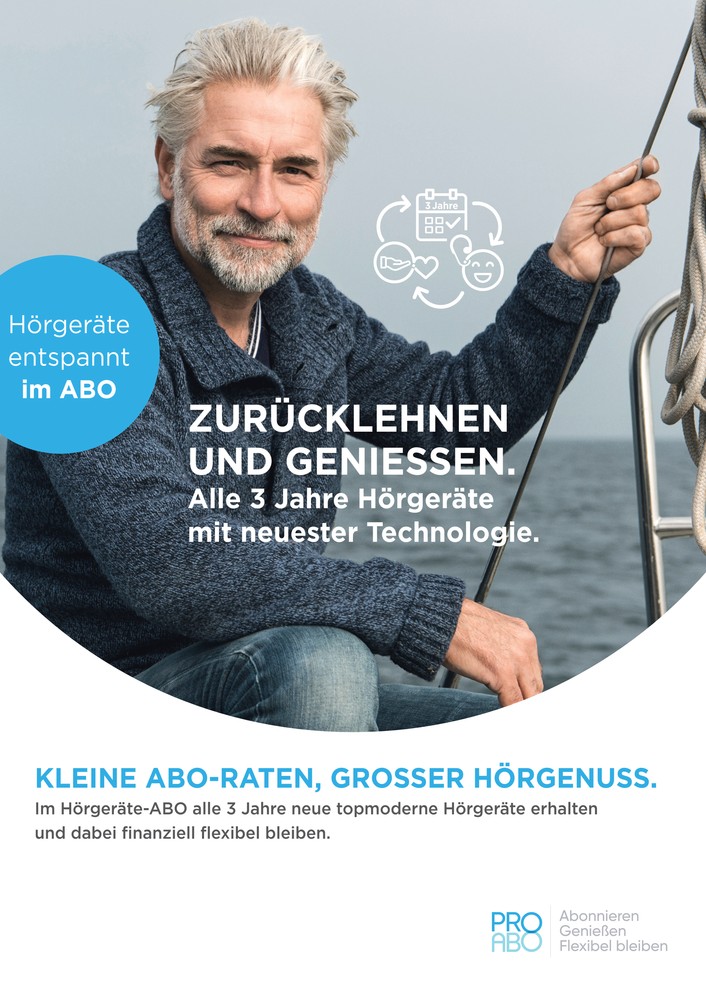 Hörgeräte
entspannt
im ABO
3 Jahre
ZURÜCKLEHNEN
UND GENIESSEN.
Alle 3 Jahre Hörgeräte
mit neuester Technologie.
KLEINE ABO-RATEN, GROSSER HÖRGENUSS.
Im Hörgeräte-ABO alle 3 Jahre neue topmoderne Hörgeräte erhalten
und dabei finanziell flexibel bleiben.
PRO
ABO
Abonnieren
Genießen
Flexibel bleiben